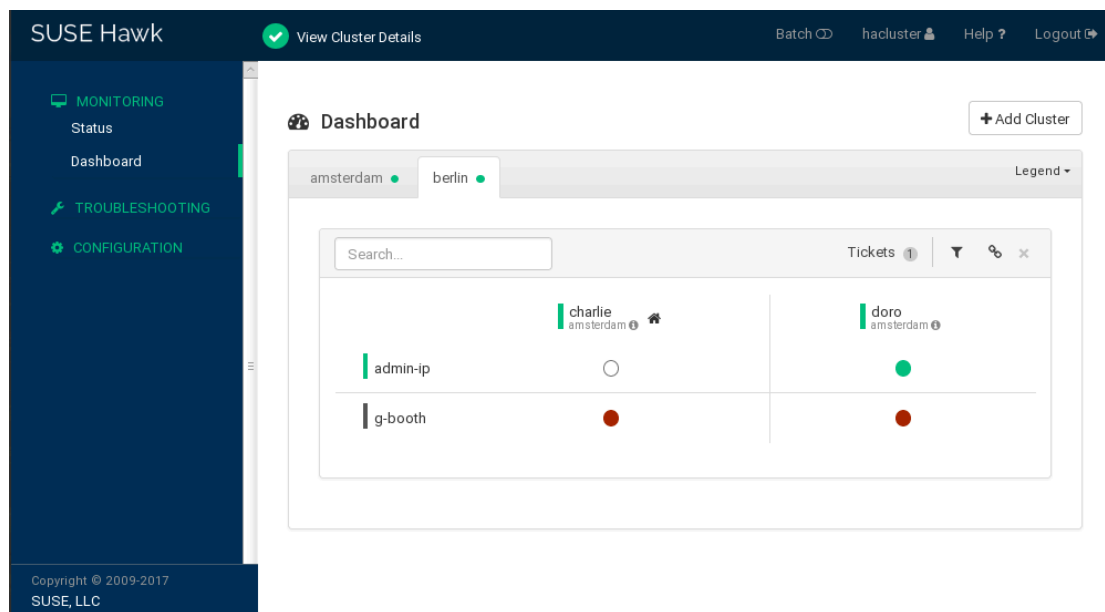 SUSE Hawk
View Cluster Details
Batch
hacluster
Help ?
Logout
MONITORING
Status
Dashboard
TROUBLESHOOTING
CONFIGURATION
Dashboard
+ Add Cluster
amsterdam
berlin
Legend
Search...
Tickets 1
charlie
amsterdam
doro
amsterdam
admin-ip
g-booth
Copyright © 2009-2017
SUSE, LLC